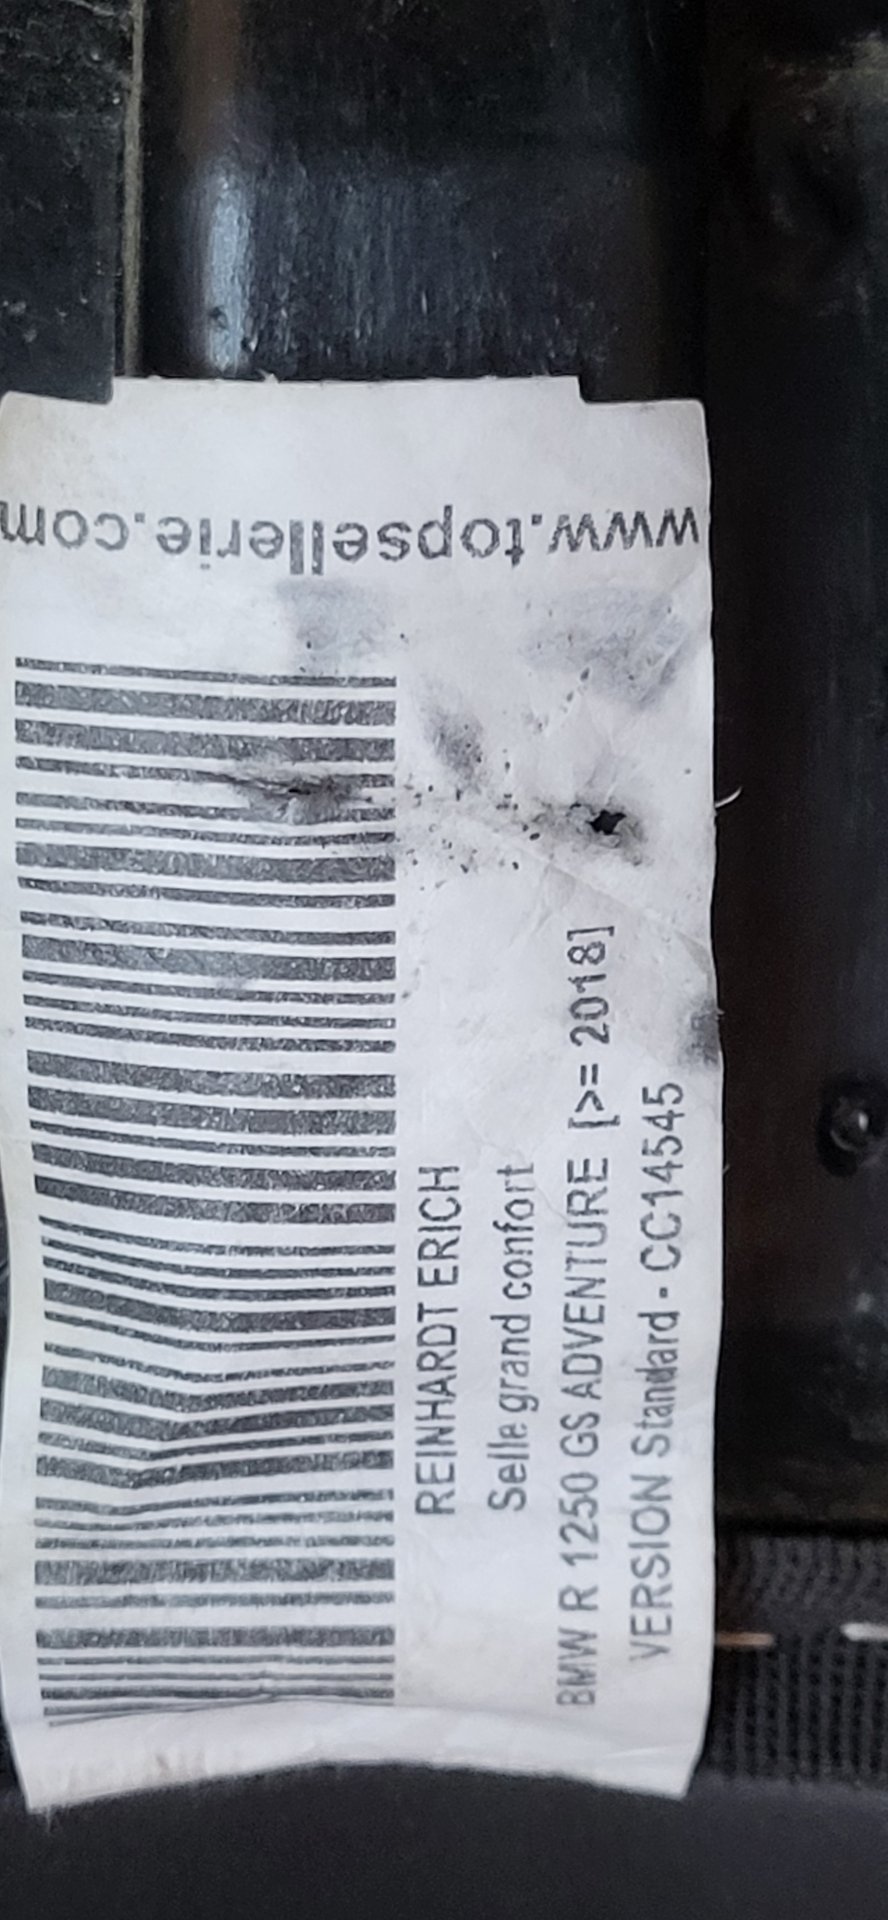 www.topsellerie.com
REINHARDT ERICH
Selle grand confort
BMW R 1250 GS ADVENTURE [>= 2018]
VERSION Standard - CC14545